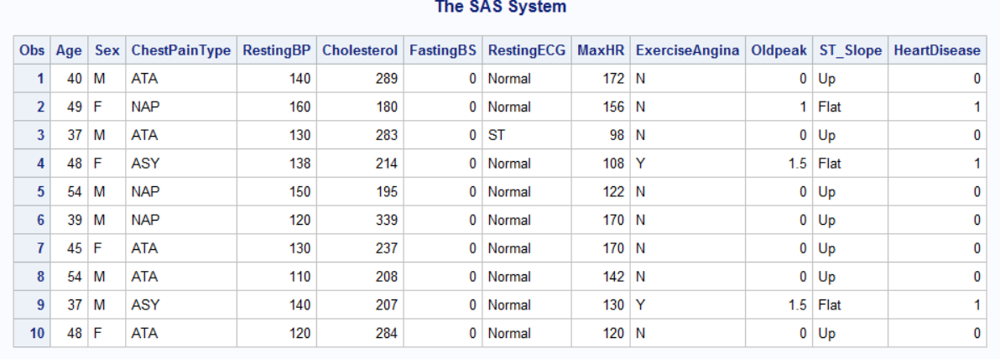 The SAS System
Obs Age Sex ChestPainType RestingBP Cholesterol FastingBS RestingECG MaxHR ExerciseAngina Oldpeak ST_Slope HeartDisease
1 40 M ATA 140 289 0 Normal 172 N 0 Up 0
2 49 F NAP 160 180 0 Normal 156 N 1 Flat 1
3 37 M ATA 130 283 0 ST 98 N 0 Up 0
4 48 F ASY 138 214 0 Normal 108 Y 1.5 Flat 1
5 54 M NAP 150 195 0 Normal 122 N 0 Up 0
6 39 M NAP 120 339 0 Normal 170 N 0 Up 0
7 45 F ATA 130 237 0 Normal 170 N 0 Up 0
8 54 M ATA 110 208 0 Normal 142 N 0 Up 0
9 37 M ASY 140 207 0 Normal 130 Y 1.5 Flat 1
10 48 F ATA 120 284 0 Normal 120 N 0 Up 0